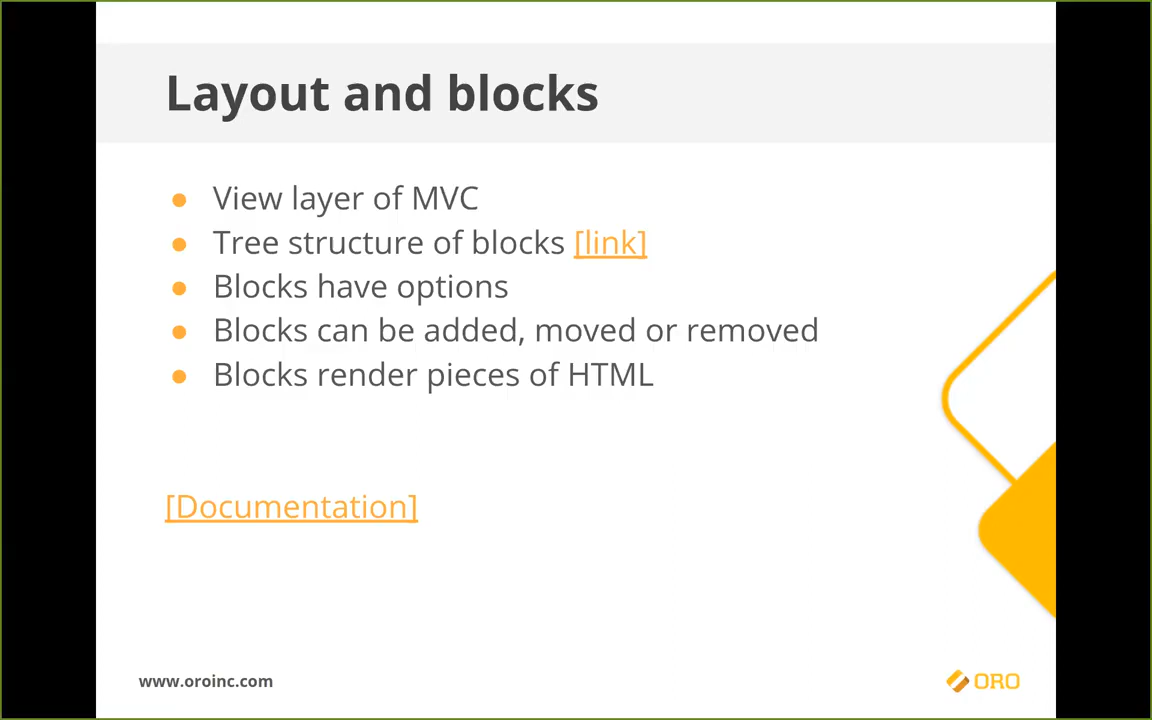 Layout and blocks
● View layer of MVC
● Tree structure of blocks [link]
● Blocks have options
● Blocks can be added, moved or removed
● Blocks render pieces of HTML
[Documentation]
www.oroinc.com
ORO